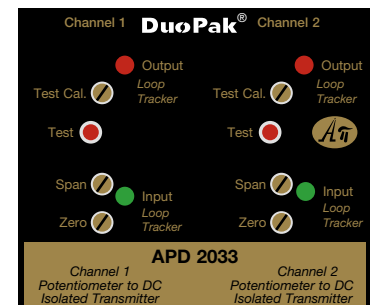 Channel 1 DuoPak® Channel 2
Output Output
Loop Loop
Test Cal. Tracker Test Cal. Tracker
Test Test Aπ
Span Span
Input Input
Loop Loop
Zero Tracker Zero Tracker
APD 2033
Channel 1 Channel 2
Potentiometer to DC Potentiometer to DC
Isolated Transmitter Isolated Transmitter